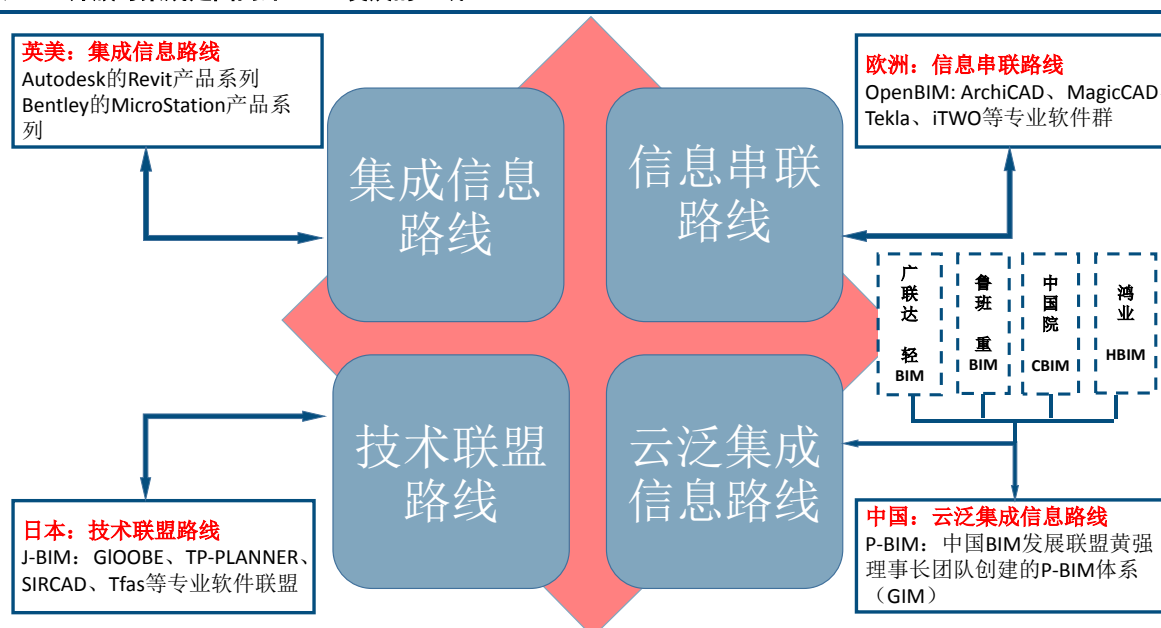 英美：集成信息路线
Autodesk的Revit产品系列
Bentley的MicroStation产品系
列
欧洲：信息串联路线
OpenBIM: ArchiCAD、MagicCAD
Tekla、iTWO等专业软件群
集成信息
路线
信息串联
路线
广联达 轻 BIM
鲁班 重 BIM
中国院 CBIM
鸿业 HBIM
技术联盟
路线
云泛集成
信息路线
日本：技术联盟路线
J-BIM：GlOOBE、TP-PLANNER、
SIRCAD、Tfas等专业软件联盟
中国：云泛集成信息路线
P-BIM：中国BIM发展联盟黄强
理事长团队创建的P-BIM体系
（GIM）